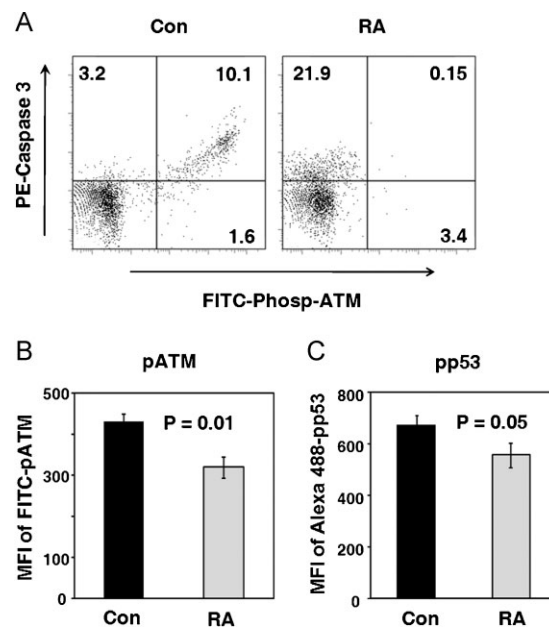 A
Con
RA
PE-Caspase 3
3.2
10.1
1.6
21.9
0.15
3.4
FITC-Phosp-ATM
B
pATM
MFI of FITC-pATM
500
300
100
0
P = 0.01
Con
RA
C
pp53
MFI of Alexa 488-pp53
800
600
400
200
0
P = 0.05
Con
RA